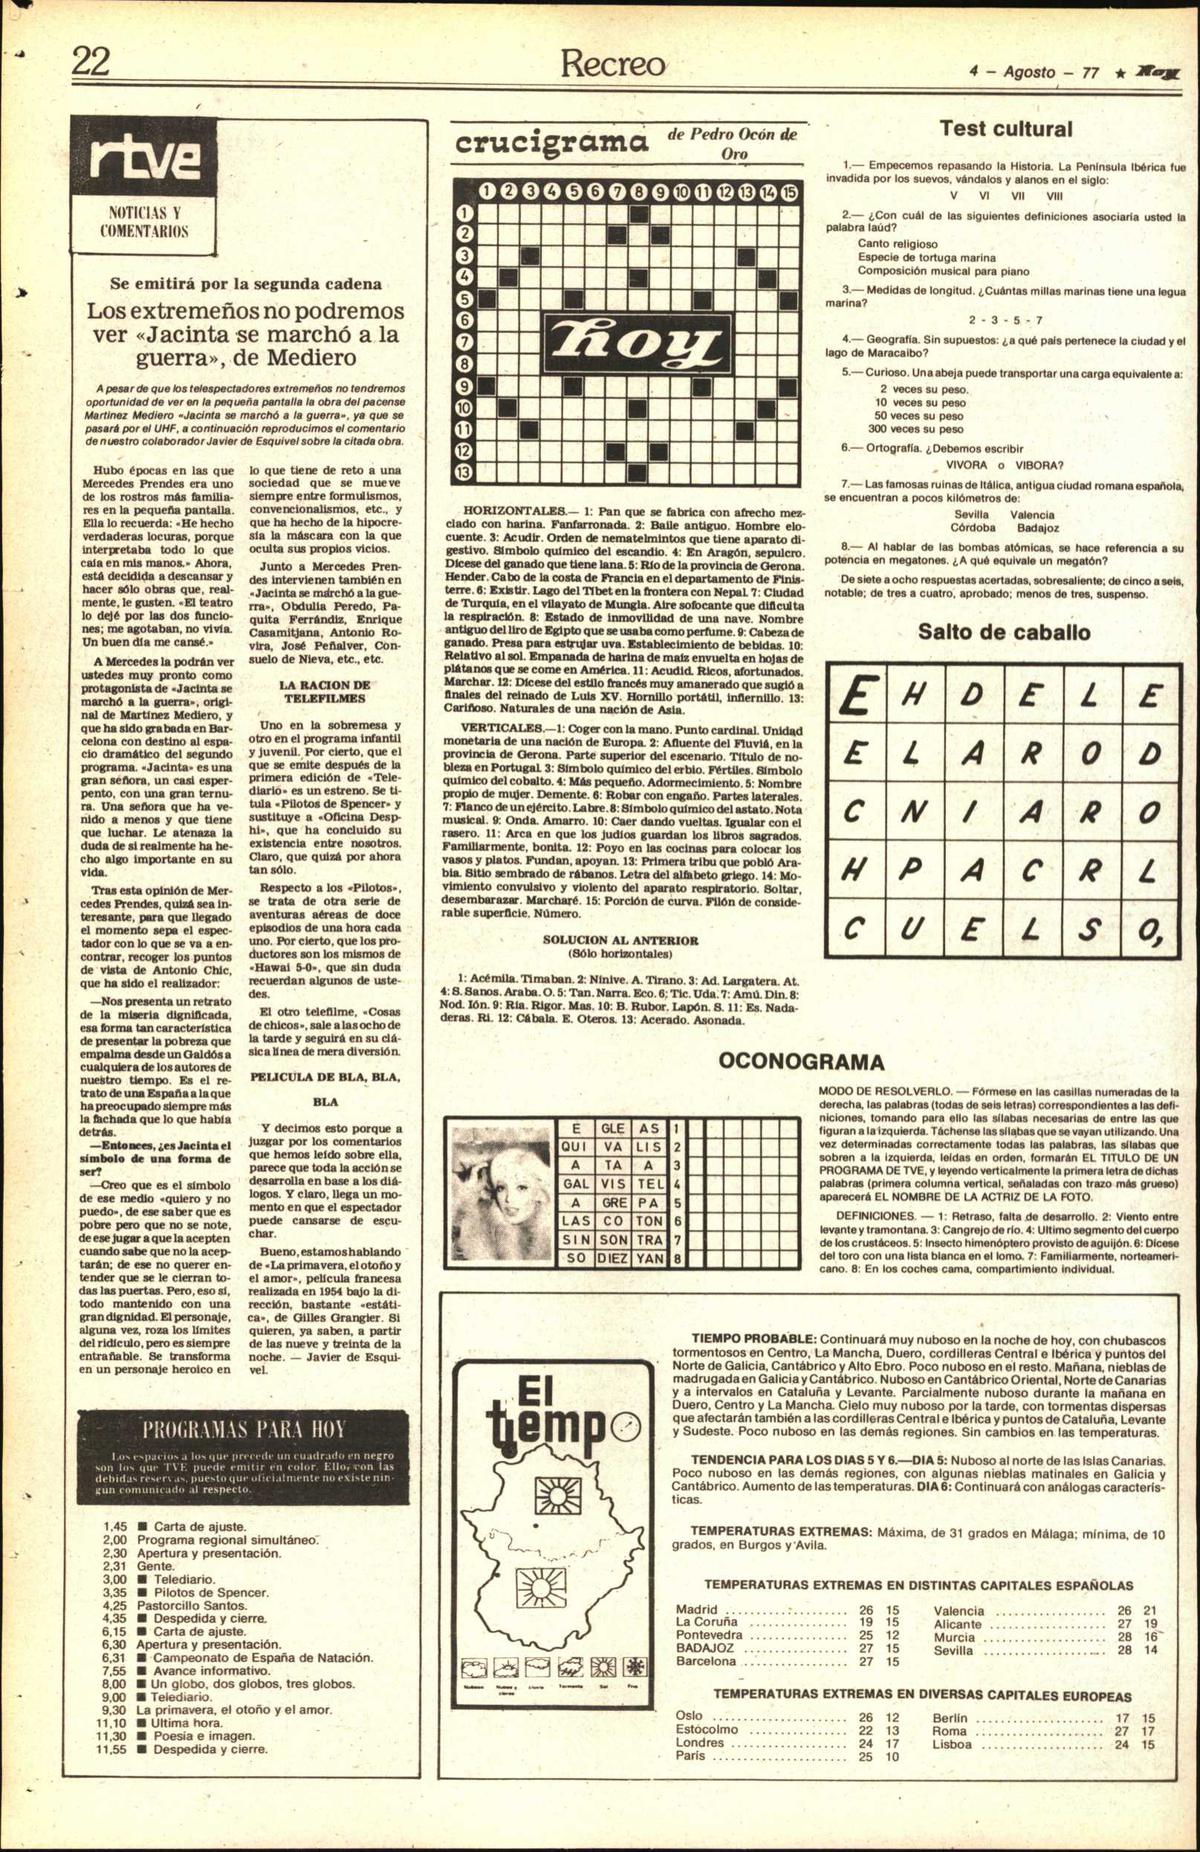 22
Recreo
4 – Agosto – 77 ★ Hoy
rtve
NOTICIAS Y
COMENTARIOS
Se emitirá por la segunda cadena
Los extremeños no podremos
ver «Jacinta se marchó a la
guerra», de Mediero
A pesar de que los telespectadores extremeños no tendremos
oportunidad de ver en la pequeña pantalla la obra del pacense
Martínez Mediero «Jacinta se marchó a la guerra», ya que se
pasará por el UHF, a continuación reproducimos el comentario
de nuestro colaborador Javier de Esquivel sobre la citada obra.
Hubo épocas en las que
Mercedes Prendes era uno
de los rostros más familia-
res en la pequeña pantalla.
Ella lo recuerda: «He hecho
verdaderas locuras, porque
interpretaba todo lo que
caía en mis manos.» Ahora,
está decidida a descansar y
hacer sólo obras que, real-
mente, le gusten. «El teatro
lo dejé por las dos funcio-
nes; me agotaban, no vivía.
Un buen día me cansé.»
A Mercedes la podrán ver
ustedes muy pronto como
protagonista de «Jacinta se
marchó a la guerra», origi-
nal de Martínez Mediero, y
que ha sido grabada en Bar-
celona con destino al espa-
cio dramático del segundo
programa. «Jacinta» es una
gran señora, un casi esper-
pento, con una gran ternu-
ra. Una señora que ha ve-
nido a menos y que tiene
que luchar. Le atenaza la
duda de si realmente ha he-
cho algo importante en su
vida.
Tras esta opinión de Mer-
cedes Prendes, quizá sea in-
teresante, para que llegado
el momento sepa el espec-
tador con lo que se va a en-
contrar, recoger los puntos
de vista de Antonio Chic,
que ha sido el realizador:
—Nos presenta un retrato
de la miseria dignificada,
esa forma tan característica
de presentar la pobreza que
empalma desde un Galdós a
cualquiera de los autores de
nuestro tiempo. Es el re-
trato de una España a la que
ha preocupado siempre más
la fachada que lo que había
detrás.
—Entonces, ¿es Jacinta el
símbolo de una forma de
ser?
—Creo que es el símbolo
de ese medio «quiero y no
puedo», de ese saber que es
pobre pero que no se note,
de ese jugar a que la acepten
cuando sabe que no la acep-
tarán; de ese no querer en-
tender que se le cierran to-
das las puertas. Pero, eso sí,
todo mantenido con una
gran dignidad. El personaje,
alguna vez, roza los límites
del ridículo, pero es siempre
entrañable. Se transforma
en un personaje heroico en
lo que tiene de reto a una
sociedad que se mueve
siempre entre formulismos,
convencionalismos, etc., y
que ha hecho de la hipocre-
sía la máscara con la que
oculta sus propios vicios.
Junto a Mercedes Pren-
des intervienen también en
«Jacinta se marchó a la gue-
rra», Obdulia Peredo, Pa-
quita Ferrándiz, Enrique
Casamitjana, Antonio Ro-
vira, José Peñalver, Con-
suelo de Nieva, etc., etc.
LA RACION DE
TELEFILMES
Uno en la sobremesa y
otro en el programa infantil
y juvenil. Por cierto, que el
que se emite después de la
primera edición de «Tele-
diario» es un estreno. Se ti-
tula «Pilotos de Spencer» y
sustituye a «Oficina Desp-
hi», que ha concluido su
existencia entre nosotros.
Claro, que quizá por ahora
tan sólo.
Respecto a los «Pilotos»,
se trata de otra serie de
aventuras aéreas de doce
episodios de una hora cada
uno. Por cierto, que los pro-
ductores son los mismos de
«Hawai 5-0», que sin duda
recuerdan algunos de uste-
des.
El otro telefilme, «Cosas
de chicos», sale a las ocho de
la tarde y seguirá en su clá-
sica línea de mera diversión.
PELICULA DE BLA, BLA,
BLA
Y decimos esto porque a
juzgar por los comentarios
que hemos leído sobre ella,
parece que toda la acción se
desarrolla en base a los diá-
logos. Y claro, llega un mo-
mento en que el espectador
puede cansarse de escu-
char.
Bueno, estamos hablando
de «La primavera, el otoño y
el amor», película francesa
realizada en 1954 bajo la di-
rección, bastante «estáti-
ca», de Gilles Grangier. Si
quieren, ya saben, a partir
de las nueve y treinta de la
noche. — Javier de Esqui-
vel.
PROGRAMAS PARA HOY
Los espacios a los que precede un cuadrado en negro
son los que TVE puede emitir en color. Ello, con las
debidas reservas, puesto que oficialmente no existe nin-
gún comunicado al respecto.
1,45 ■ Carta de ajuste.
2,00 Programa regional simultáneo.
2,30 Apertura y presentación.
2,31 Gente.
3,00 ■ Telediario.
3,35 ■ Pilotos de Spencer.
4,25 Pastorcillo Santos.
4,35 ■ Despedida y cierre.
6,15 ■ Carta de ajuste.
6,30 Apertura y presentación.
6,31 ■ Campeonato de España de Natación.
7,55 ■ Avance informativo.
8,00 ■ Un globo, dos globos, tres globos.
9,00 ■ Telediario.
9,30 La primavera, el otoño y el amor.
11,10 ■ Ultima hora.
11,30 ■ Poesía e imagen.
11,55 ■ Despedida y cierre.
crucigrama
de Pedro Ocón de
Oro
1 2 3 4 5 6 7 8 9 10 11 12 13 14 15
1
2
3
4
5
6
7
8
9
10
11
12
13
hoy
HORIZONTALES.— 1: Pan que se fabrica con afrecho mez-
clado con harina. Fanfarronada. 2: Baile antiguo. Hombre elo-
cuente. 3: Acudir. Orden de nematelmintos que tiene aparato di-
gestivo. Símbolo químico del escandio. 4: En Aragón, sepulcro.
Dícese del ganado que tiene lana. 5: Río de la provincia de Gerona.
Hender. Cabo de la costa de Francia en el departamento de Finis-
terre. 6: Existir. Lago del Tibet en la frontera con Nepal. 7: Ciudad
de Turquía, en el vilayato de Mungla. Aire sofocante que dificulta
la respiración. 8: Estado de inmovilidad de una nave. Nombre
antiguo del liro de Egipto que se usaba como perfume. 9: Cabeza de
ganado. Presa para estrujar uva. Establecimiento de bebidas. 10:
Relativo al sol. Empanada de harina de maíz envuelta en hojas de
plátanos que se come en América. 11: Acudid. Ricos, afortunados.
Marchar. 12: Dícese del estilo francés muy amanerado que sugió a
finales del reinado de Luis XV. Hornillo portátil, infiernillo. 13:
Cariñoso. Naturales de una nación de Asia.
VERTICALES.—1: Coger con la mano. Punto cardinal. Unidad
monetaria de una nación de Europa. 2: Afluente del Fluviá, en la
provincia de Gerona. Parte superior del escenario. Título de no-
bleza en Portugal. 3: Símbolo químico del erbio. Fértiles. Símbolo
químico del cobalto. 4: Más pequeño. Adormecimiento. 5: Nombre
propio de mujer. Demente. 6: Robar con engaño. Partes laterales.
7: Flanco de un ejército. Labre. 8: Símbolo químico del astato. Nota
musical. 9: Onda. Amarro. 10: Caer dando vueltas. Igualar con el
rasero. 11: Arca en que los judíos guardan los libros sagrados.
Familiarmente, bonita. 12: Poyo en las cocinas para colocar los
vasos y platos. Fundan, apoyan. 13: Primera tribu que pobló Ara-
bia. Sitio sembrado de rábanos. Letra del alfabeto griego. 14: Mo-
vimiento convulsivo y violento del aparato respiratorio. Soltar,
desembarazar. Marcharé. 15: Porción de curva. Filón de conside-
rable superficie. Número.
SOLUCION AL ANTERIOR
(Sólo horizontales)
1: Acémila. Timaban. 2: Nínive. A. Tirano. 3: Ad. Largatera. At.
4: S. Sanos. Araba. O. 5: Tan. Narra. Eco. 6; Tic. Uda. 7: Amú. Din. 8:
Nod. Ión. 9: Ría. Rigor. Mas. 10: B. Rubor. Lapón. S. 11: Es. Nada-
deras. Ri. 12: Cábala. E. Oteros. 13: Acerado. Asonada.
Test cultural
1.— Empecemos repasando la Historia. La Península Ibérica fue
invadida por los suevos, vándalos y alanos en el siglo:
V VI VII VIII
2.— ¿Con cuál de las siguientes definiciones asociaría usted la
palabra laúd?
Canto religioso
Especie de tortuga marina
Composición musical para piano
3.— Medidas de longitud. ¿Cuántas millas marinas tiene una legua
marina?
2 - 3 - 5 - 7
4.— Geografía. Sin supuestos: ¿a qué país pertenece la ciudad y el
lago de Maracaibo?
5.— Curioso. Una abeja puede transportar una carga equivalente a:
2 veces su peso.
10 veces su peso
50 veces su peso
300 veces su peso
6.— Ortografía. ¿Debemos escribir
VIVORA o VIBORA?
7.— Las famosas ruinas de Itálica, antigua ciudad romana española,
se encuentran a pocos kilómetros de:
Sevilla Valencia
Córdoba Badajoz
8.— Al hablar de las bombas atómicas, se hace referencia a su
potencia en megatones. ¿A qué equivale un megatón?
De siete a ocho respuestas acertadas, sobresaliente; de cinco a seis,
notable; de tres a cuatro, aprobado; menos de tres, suspenso.
Salto de caballo
E H D E L E
E L A R O D
C N I A R O
H P A C R L
C U E L S O,
OCONOGRAMA
E GLE AS 1
QUI VA LIS 2
A TA A 3
GAL VIS TEL 4
A GRE PA 5
LAS CO TON 6
SIN SON TRA 7
SO DIEZ YAN 8
MODO DE RESOLVERLO. — Fórmese en las casillas numeradas de la
derecha, las palabras (todas de seis letras) correspondientes a las defi-
niciones, tomando para ello las sílabas necesarias de entre las que
figuran a la izquierda. Táchense las sílabas que se vayan utilizando. Una
vez determinadas correctamente todas las palabras, las sílabas que
sobren a la izquierda, leídas en orden, formarán EL TITULO DE UN
PROGRAMA DE TVE, y leyendo verticalmente la primera letra de dichas
palabras (primera columna vertical, señaladas con trazo más grueso)
aparecerá EL NOMBRE DE LA ACTRIZ DE LA FOTO.
DEFINICIONES. — 1: Retraso, falta de desarrollo. 2: Viento entre
levante y tramontana. 3: Cangrejo de río. 4: Ultimo segmento del cuerpo
de los crustáceos. 5: Insecto himenóptero provisto de aguijón. 6: Dícese
del toro con una lista blanca en el lomo. 7: Familiarmente, norteameri-
cano. 8: En los coches cama, compartimiento individual.
El
tiempo
Nuboso
Lluvia
Tormenta
Sol
Frío
TIEMPO PROBABLE: Continuará muy nuboso en la noche de hoy, con chubascos
tormentosos en Centro, La Mancha, Duero, cordilleras Central e Ibérica y puntos del
Norte de Galicia, Cantábrico y Alto Ebro. Poco nuboso en el resto. Mañana, nieblas de
madrugada en Galicia y Cantábrico. Nuboso en Cantábrico Oriental, Norte de Canarias
y a intervalos en Cataluña y Levante. Parcialmente nuboso durante la mañana en
Duero, Centro y La Mancha. Cielo muy nuboso por la tarde, con tormentas dispersas
que afectarán también a las cordilleras Central e Ibérica y puntos de Cataluña, Levante
y Sudeste. Poco nuboso en las demás regiones. Sin cambios en las temperaturas.
TENDENCIA PARA LOS DIAS 5 Y 6.—DIA 5: Nuboso al norte de las Islas Canarias.
Poco nuboso en las demás regiones, con algunas nieblas matinales en Galicia y
Cantábrico. Aumento de las temperaturas. DIA 6: Continuará con análogas caracterís-
ticas.
TEMPERATURAS EXTREMAS: Máxima, de 31 grados en Málaga; mínima, de 10
grados, en Burgos y Avila.
TEMPERATURAS EXTREMAS EN DISTINTAS CAPITALES ESPAÑOLAS
Madrid 26 15
La Coruña 19 15
Pontevedra 25 12
BADAJOZ 27 15
Barcelona 27 15
Valencia 26 21
Alicante 27 19
Murcia 28 16
Sevilla 28 14
TEMPERATURAS EXTREMAS EN DIVERSAS CAPITALES EUROPEAS
Oslo 26 12
Estócolmo 22 13
Londres 24 17
París 25 10
Berlín 17 15
Roma 27 17
Lisboa 24 15